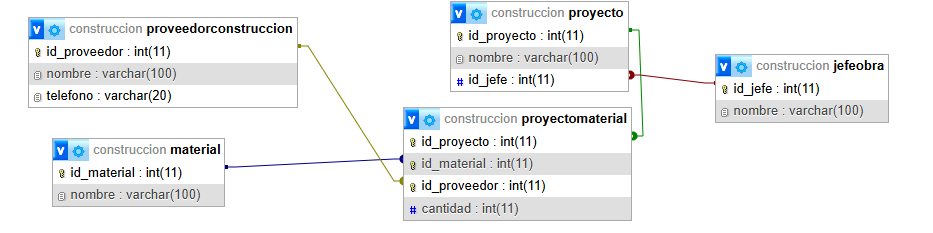 construccion proveedorconstruccion
id_proveedor : int(11)
nombre : varchar(100)
telefono : varchar(20)
construccion proyecto
id_proyecto : int(11)
nombre : varchar(100)
# id_jefe : int(11)
construccion jefeobra
id_jefe : int(11)
nombre : varchar(100)
construccion material
id_material : int(11)
nombre : varchar(100)
construccion proyectomaterial
id_proyecto : int(11)
id_material : int(11)
id_proveedor : int(11)
# cantidad : int(11)